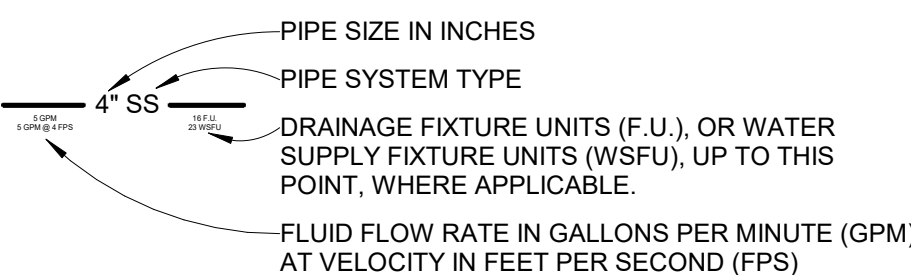 PIPE SIZE IN INCHES
PIPE SYSTEM TYPE
4" SS
5 GPM
5 GPM @ 4 FPS
16 F.U.
23 WSFU
DRAINAGE FIXTURE UNITS (F.U.), OR WATER
SUPPLY FIXTURE UNITS (WSFU), UP TO THIS
POINT, WHERE APPLICABLE.
FLUID FLOW RATE IN GALLONS PER MINUTE (GPM)
AT VELOCITY IN FEET PER SECOND (FPS)